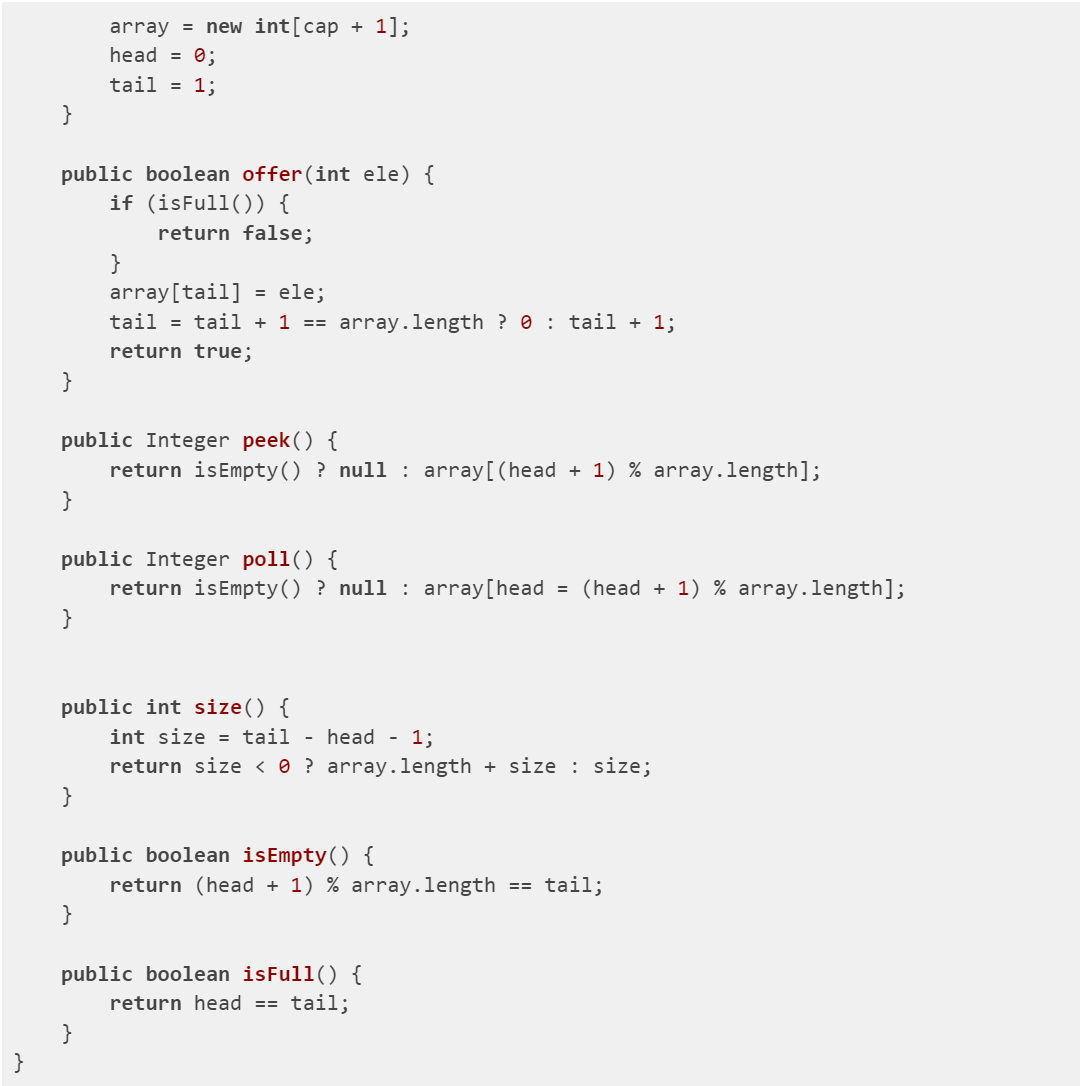 array = new int[cap + 1];
        head = 0;
        tail = 1;
    }

    public boolean offer(int ele) {
        if (isFull()) {
            return false;
        }
        array[tail] = ele;
        tail = tail + 1 == array.length ? 0 : tail + 1;
        return true;
    }

    public Integer peek() {
        return isEmpty() ? null : array[(head + 1) % array.length];
    }

    public Integer poll() {
        return isEmpty() ? null : array[head = (head + 1) % array.length];
    }


    public int size() {
        int size = tail - head - 1;
        return size < 0 ? array.length + size : size;
    }

    public boolean isEmpty() {
        return (head + 1) % array.length == tail;
    }

    public boolean isFull() {
        return head == tail;
    }
}